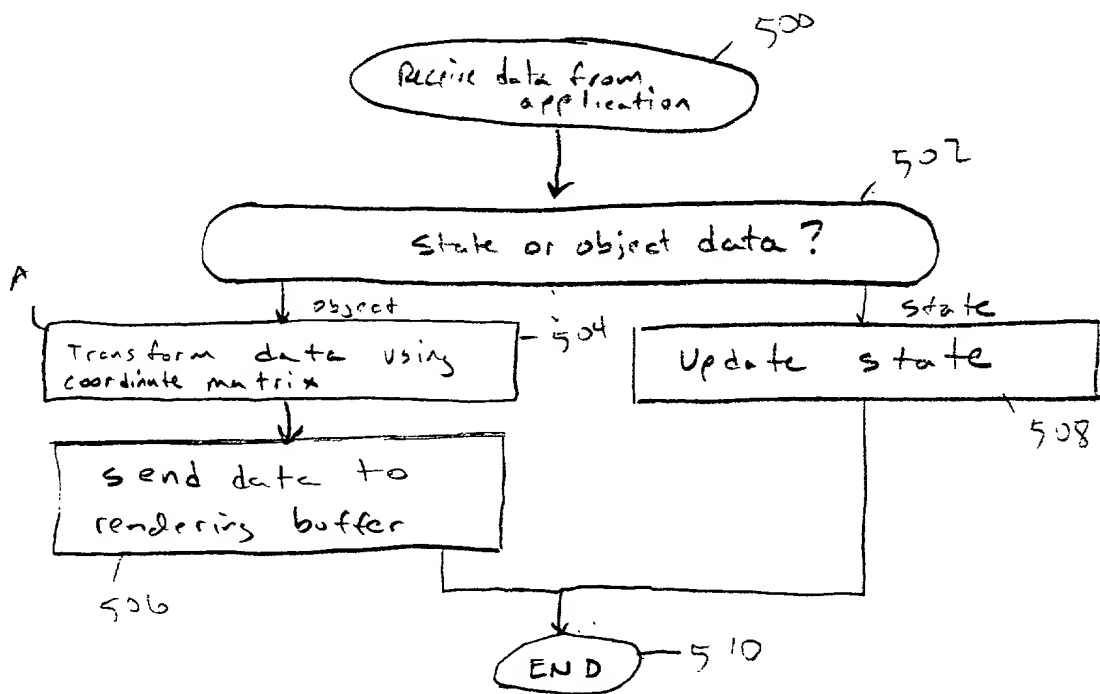 500
Receive data from
application
502
state or object data ?
A
object
state
504
Transform data using
coordinate matrix
update state
508
send data to
rendering buffer
506
END
510